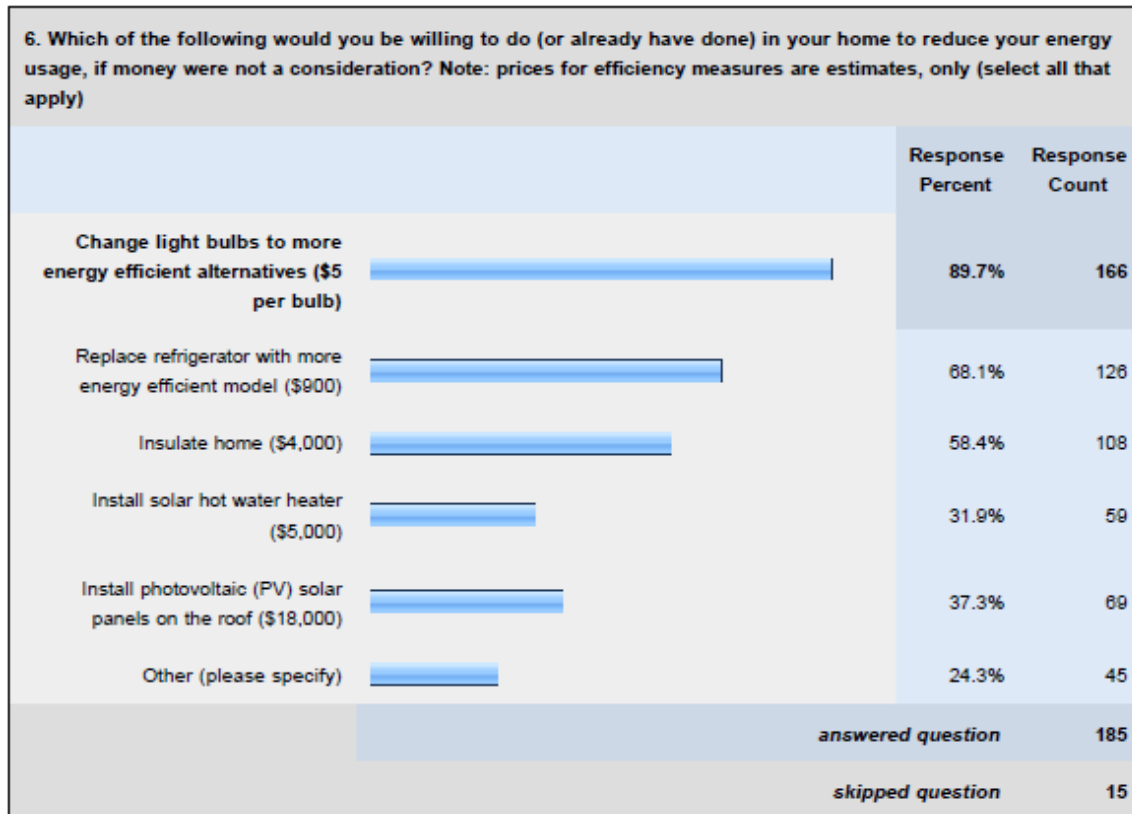 6. Which of the following would you be willing to do (or already have done) in your home to reduce your energy
usage, if money were not a consideration? Note: prices for efficiency measures are estimates, only (select all that
apply)
Response Percent
Response Count
Change light bulbs to more
energy efficient alternatives ($5
per bulb)
89.7%
166
Replace refrigerator with more
energy efficient model ($900)
68.1%
126
Insulate home ($4,000)
58.4%
108
Install solar hot water heater
($5,000)
31.9%
59
Install photovoltaic (PV) solar
panels on the roof ($18,000)
37.3%
69
Other (please specify)
24.3%
45
answered question
185
skipped question
15